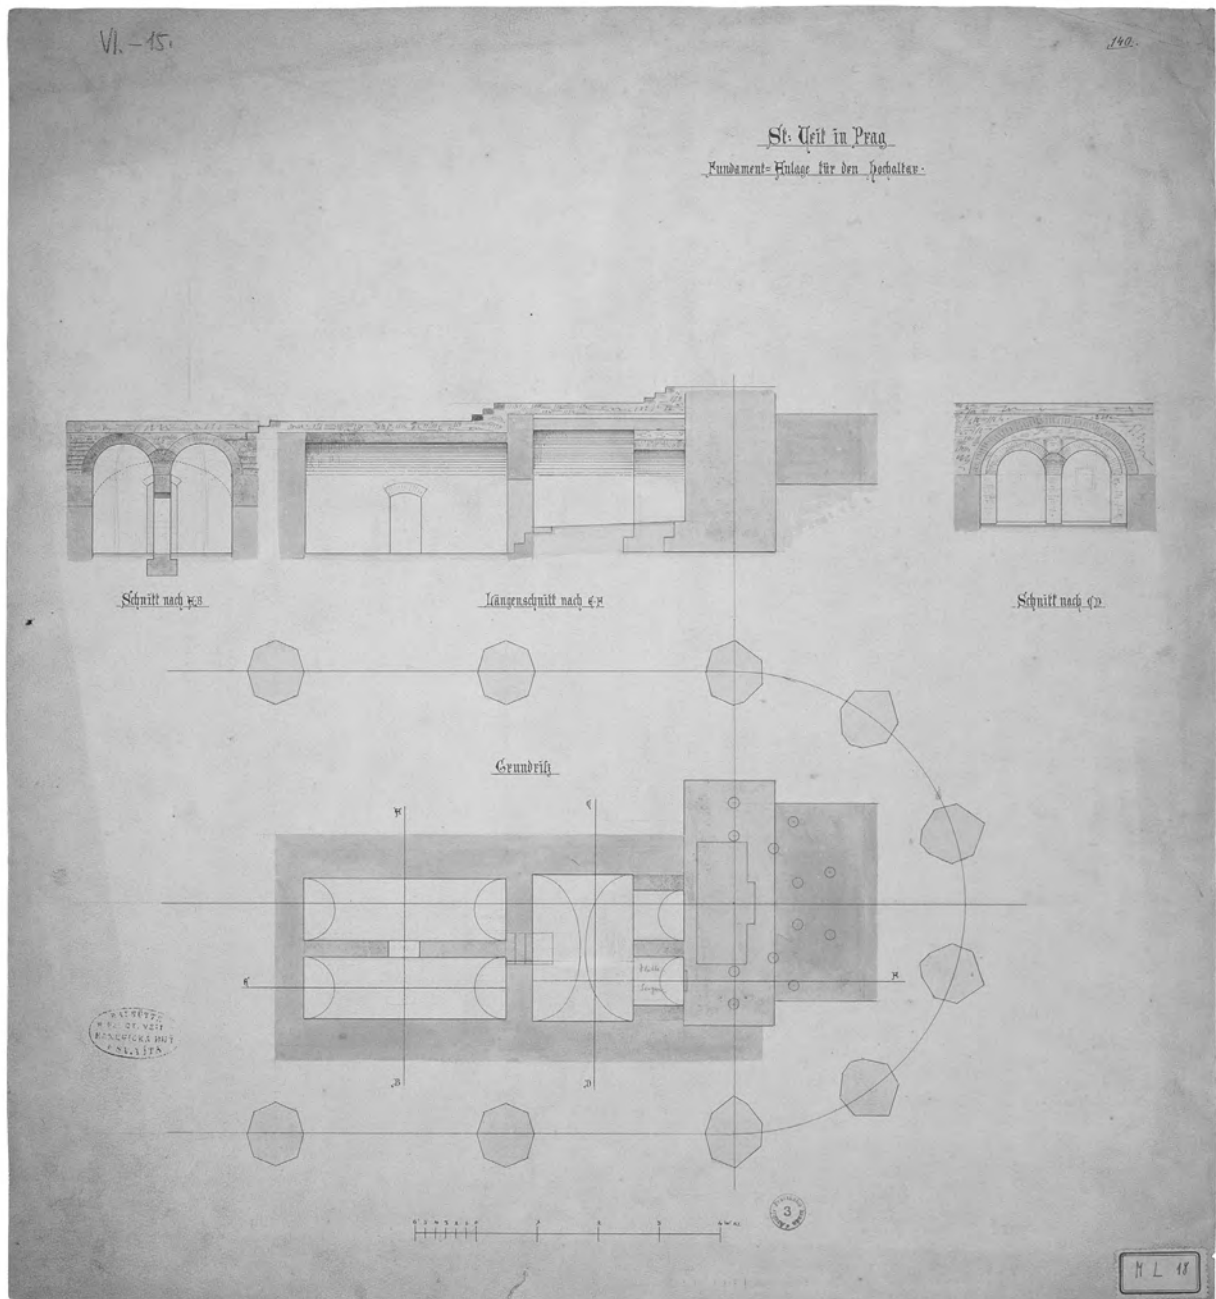 VI. – 15.
140.
St: Veit in Prag
Fundament=Anlage für den Hochaltar.
Schnitt nach A.B
Längenschnitt nach E-F
Schnitt nach C.D
Grundriß
A
C
E
F
B
D
3
M L 18